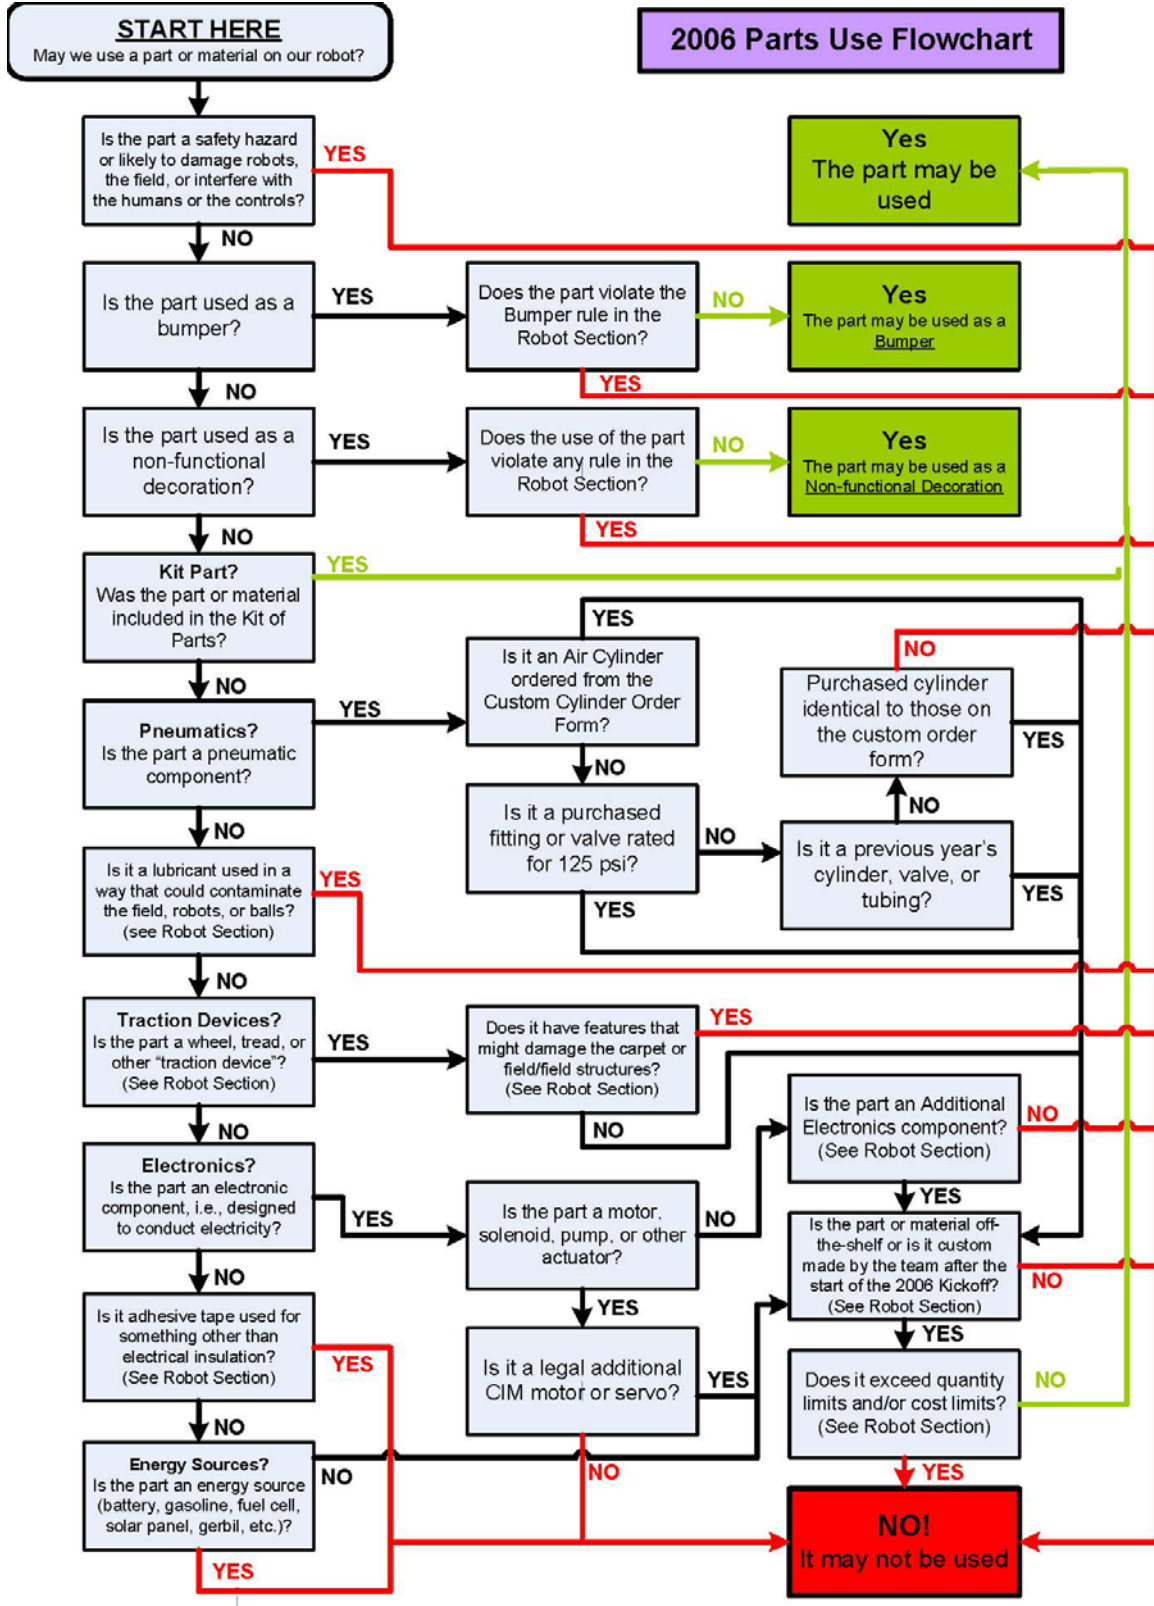 START HERE
May we use a part or material on our robot?
2006 Parts Use Flowchart
Is the part a safety hazard
or likely to damage robots,
the field, or interfere with
the humans or the controls?
YES
NO
Yes
The part may be
used
Is the part used as a
bumper?
YES
NO
Does the part violate the
Bumper rule in the
Robot Section?
NO
YES
Yes
The part may be used as a
Bumper
Is the part used as a
non-functional
decoration?
YES
NO
Does the use of the part
violate any rule in the
Robot Section?
NO
YES
Yes
The part may be used as a
Non-functional Decoration
Kit Part?
Was the part or material
included in the Kit of
Parts?
YES
NO
Pneumatics?
Is the part a pneumatic
component?
YES
NO
YES
Is it an Air Cylinder
ordered from the
Custom Cylinder Order
Form?
NO
NO
Purchased cylinder
identical to those on
the custom order
form?
YES
NO
Is it a purchased
fitting or valve rated
for 125 psi?
NO
YES
Is it a previous year's
cylinder, valve, or
tubing?
YES
Is it a lubricant used in a
way that could contaminate
the field, robots, or balls?
(see Robot Section)
YES
NO
Traction Devices?
Is the part a wheel, tread, or
other “traction device”?
(See Robot Section)
YES
NO
Does it have features that
might damage the carpet or
field/field structures?
(See Robot Section)
YES
NO
Is the part an Additional
Electronics component?
(See Robot Section)
NO
YES
Electronics?
Is the part an electronic
component, i.e., designed
to conduct electricity?
YES
NO
Is the part a motor,
solenoid, pump, or other
actuator?
NO
YES
Is the part or material off-
the-shelf or is it custom
made by the team after the
start of the 2006 Kickoff?
(See Robot Section)
NO
YES
Is it adhesive tape used for
something other than
electrical insulation?
(See Robot Section)
YES
NO
Is it a legal additional
CIM motor or servo?
YES
NO
Does it exceed quantity
limits and/or cost limits?
(See Robot Section)
NO
YES
Energy Sources?
Is the part an energy source
(battery, gasoline, fuel cell,
solar panel, gerbil, etc.)?
NO
YES
NO!
It may not be used